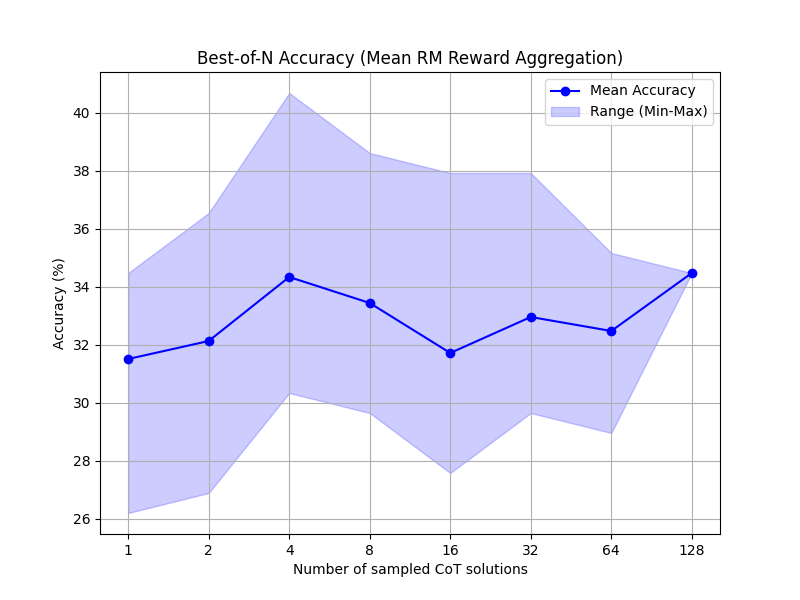 Best-of-N Accuracy (Mean RM Reward Aggregation)
Mean Accuracy
Range (Min-Max)
Accuracy (%)
40
38
36
34
32
30
28
26
1 2 4 8 16 32 64 128
Number of sampled CoT solutions